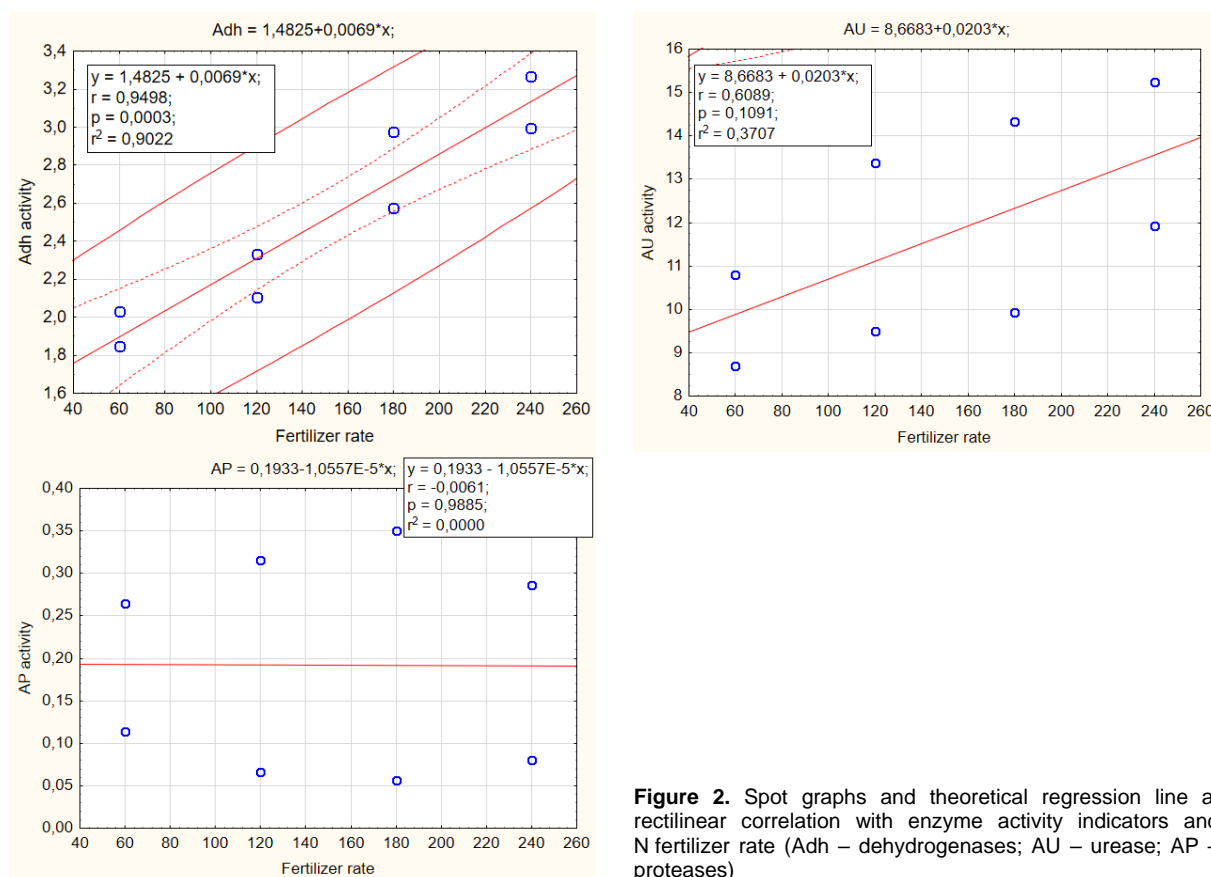 Adh = 1,4825+0,0069*x;
y = 1,4825 + 0,0069*x;
r = 0,9498;
p = 0,0003;
r² = 0,9022
3,4
3,2
3,0
2,8
2,6
2,4
2,2
2,0
1,8
1,6
Adh activity
40 60 80 100 120 140 160 180 200 220 240 260
Fertilizer rate
AU = 8,6683+0,0203*x;
y = 8,6683 + 0,0203*x;
r = 0,6089;
p = 0,1091;
r² = 0,3707
16
15
14
13
12
11
10
9
8
AU activity
40 60 80 100 120 140 160 180 200 220 240 260
Fertilizer rate
AP = 0,1933-1,0557E-5*x;
y = 0,1933 - 1,0557E-5*x;
r = -0,0061;
p = 0,9885;
r² = 0,0000
0,40
0,35
0,30
0,25
0,20
0,15
0,10
0,05
0,00
AP activity
40 60 80 100 120 140 160 180 200 220 240 260
Fertilizer rate
Figure 2. Spot graphs and theoretical regression line a
rectilinear correlation with enzyme activity indicators and
N fertilizer rate (Adh – dehydrogenases; AU – urease; AP –
proteases)